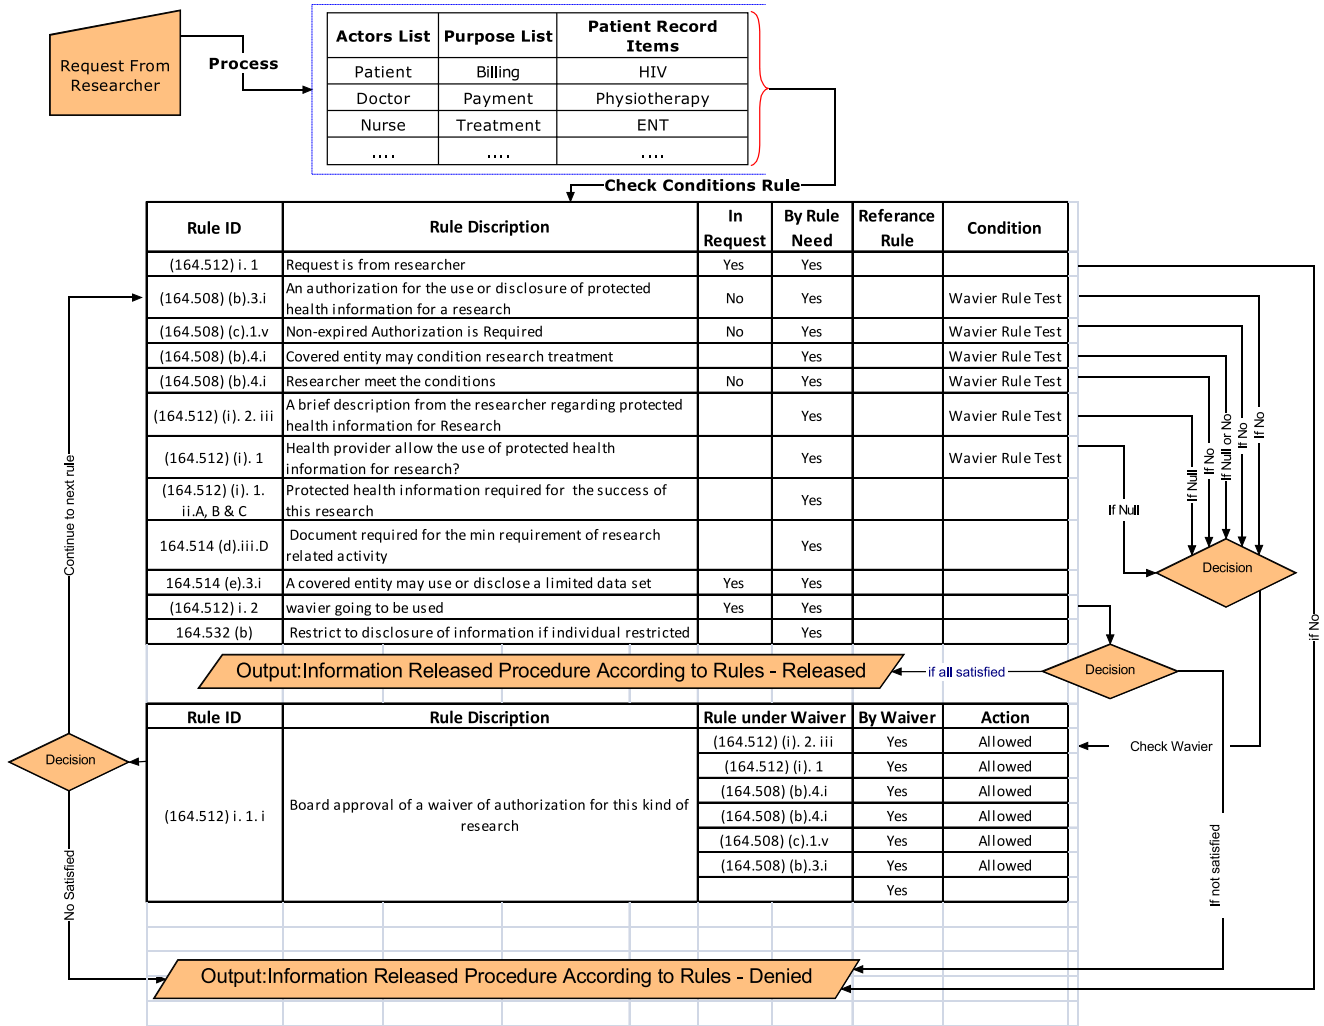 Request From
Researcher
Process
Actors List Purpose List Patient Record
Items
Patient Billing HIV
Doctor Payment Physiotherapy
Nurse Treatment ENT
.... .... ....
Check Conditions Rule
Rule ID Rule Discription In
Request By Rule
Need Referance
Rule Condition
(164.512) i. 1 Request is from researcher Yes Yes
(164.508) (b).3.i An authorization for the use or disclosure of protected
health information for a research No Yes Wavier Rule Test
(164.508) (c).1.v Non-expired Authorization is Required No Yes Wavier Rule Test
(164.508) (b).4.i Covered entity may condition research treatment Yes Wavier Rule Test
(164.508) (b).4.i Researcher meet the conditions No Yes Wavier Rule Test
(164.512) (i). 2. iii A brief description from the researcher regarding protected
health information for Research Yes Wavier Rule Test
(164.512) (i). 1 Health provider allow the use of protected health
information for research? Yes Wavier Rule Test
(164.512) (i). 1.
ii.A, B & C Protected health information required for the success of
this research Yes
164.514 (d).iii.D Document required for the min requirement of research
related activity Yes
164.514 (e).3.i A covered entity may use or disclose a limited data set Yes Yes
(164.512) i. 2 wavier going to be used Yes Yes
164.532 (b) Restrict to disclosure of information if individual restricted Yes
If Null
If Null
If No
If Null or No
If No
If No
Decision
if No
Continue to next rule
Output:Information Released Procedure According to Rules - Released
if all satisfied
Decision
Rule ID Rule Discription Rule under Waiver By Waiver Action
(164.512) i. 1. i Board approval of a waiver of authorization for this kind of
research
(164.512) (i). 2. iii Yes Allowed
(164.512) (i). 1 Yes Allowed
(164.508) (b).4.i Yes Allowed
(164.508) (b).4.i Yes Allowed
(164.508) (c).1.v Yes Allowed
(164.508) (b).3.i Yes Allowed
Yes
Check Wavier
Decision
No Satisfied
If not satisfied
Output:Information Released Procedure According to Rules - Denied